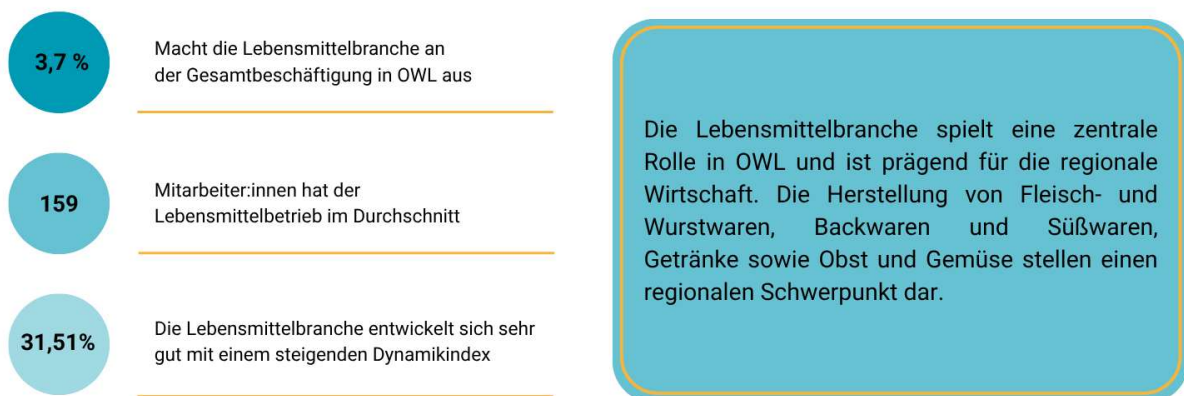 3,7 %
Macht die Lebensmittelbranche an
der Gesamtbeschäftigung in OWL aus
159
Mitarbeiter:innen hat der
Lebensmittelbetrieb im Durchschnitt
31,51%
Die Lebensmittelbranche entwickelt sich sehr
gut mit einem steigenden Dynamikindex
Die Lebensmittelbranche spielt eine zentrale
Rolle in OWL und ist prägend für die regionale
Wirtschaft. Die Herstellung von Fleisch- und
Wurstwaren, Backwaren und Süßwaren,
Getränke sowie Obst und Gemüse stellen einen
regionalen Schwerpunkt dar.